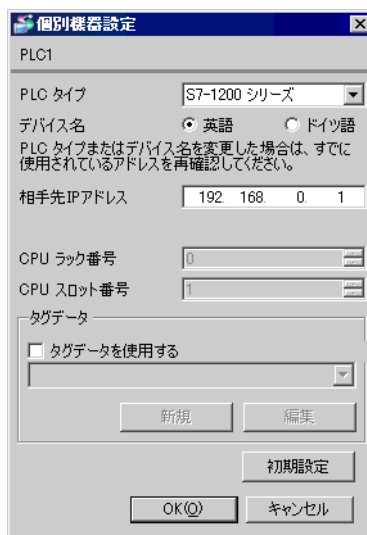 個別機器設定
PLC1
PLC タイプ S7-1200 シリーズ
デバイス名 英語 ドイツ語
PLC タイプまたはデバイス名を変更した場合は、すでに
使用されているアドレスを再確認してください。
相手先IPアドレス 192. 168. 0. 1
CPU ラック番号 0
CPU スロット番号 1
タグデータ
タグデータを使用する
新規 編集
初期設定
OK(O) キャンセル